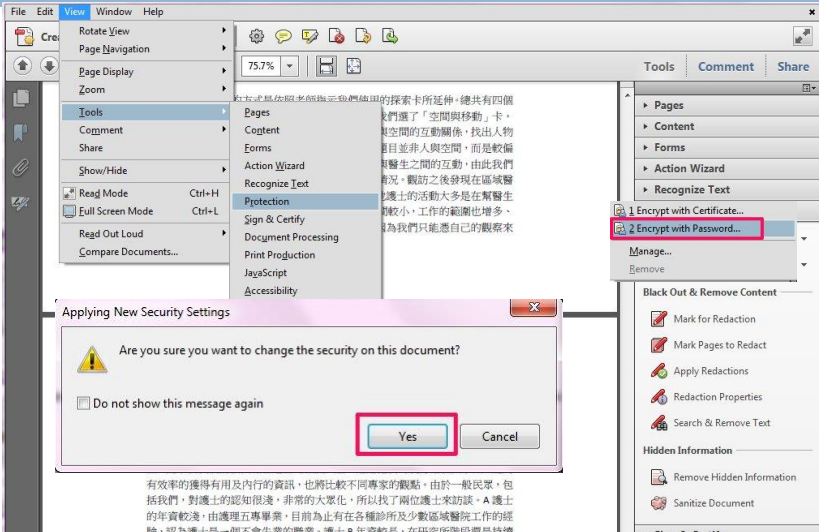 File Edit View Window Help
Rotate View
Page Navigation
Page Display
Zoom
Tools
Comment
Share
Show/Hide
Read Mode Ctrl+H
Full Screen Mode Ctrl+L
Read Out Loud
Compare Documents...
Pages
Content
Forms
Action Wizard
Recognize Text
Protection
Sign & Certify
Document Processing
Print Production
JavaScript
Accessibility
Cre
75.7%
Tools Comment Share
的探索卡所延伸。總共有四個
們選了「空間與移動」卡,
空間的互動關係,找出人物
目並非人與空間,而是較偏
醫生之間的互動,由此我們
情況。觀訪之後發現在區域醫
護士的活動大多是在幫醫生
間較小,工作的範圍也增多、
因為我們只能憑自己的觀察來
Pages
Content
Forms
Action Wizard
Recognize Text
1 Encrypt with Certificate...
2 Encrypt with Password...
Manage...
Remove
Black Out & Remove Content
Mark for Redaction
Mark Pages to Redact
Apply Redactions
Redaction Properties
Search & Remove Text
Hidden Information
Remove Hidden Information
Sanitize Document
Applying New Security Settings
Are you sure you want to change the security on this document?
Do not show this message again
Yes Cancel
有效率的獲得有用及內行的資訊,也將比較不同專家的觀點。由於一般民眾,包
括我們,對護士的認知很淺,非常的大眾化,所以找了兩位護士來訪談。A 護士
的年資較淺,由護理五專畢業,目前為止有在各種診所及少數區域醫院工作的經